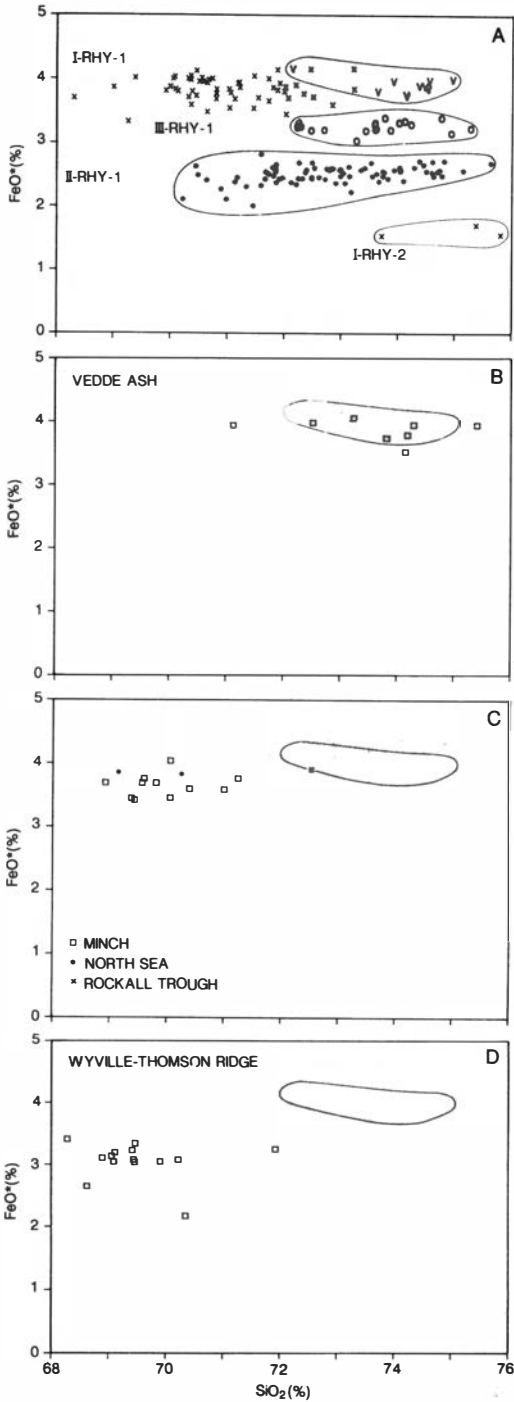 5
A
I-RHY-1
4
III-RHY-1
3
II-RHY-1
2
I-RHY-2
1
0
FeO*(%)
5
VEDDE ASH
B
4
3
2
1
0
FeO*(%)
5
C
4
3
2
1
0
FeO*(%)
□ MINCH
• NORTH SEA
× ROCKALL TROUGH
5
WYVILLE-THOMSON RIDGE
D
4
3
2
1
0
FeO*(%)
68 70 72 74 76
SiO₂(%)